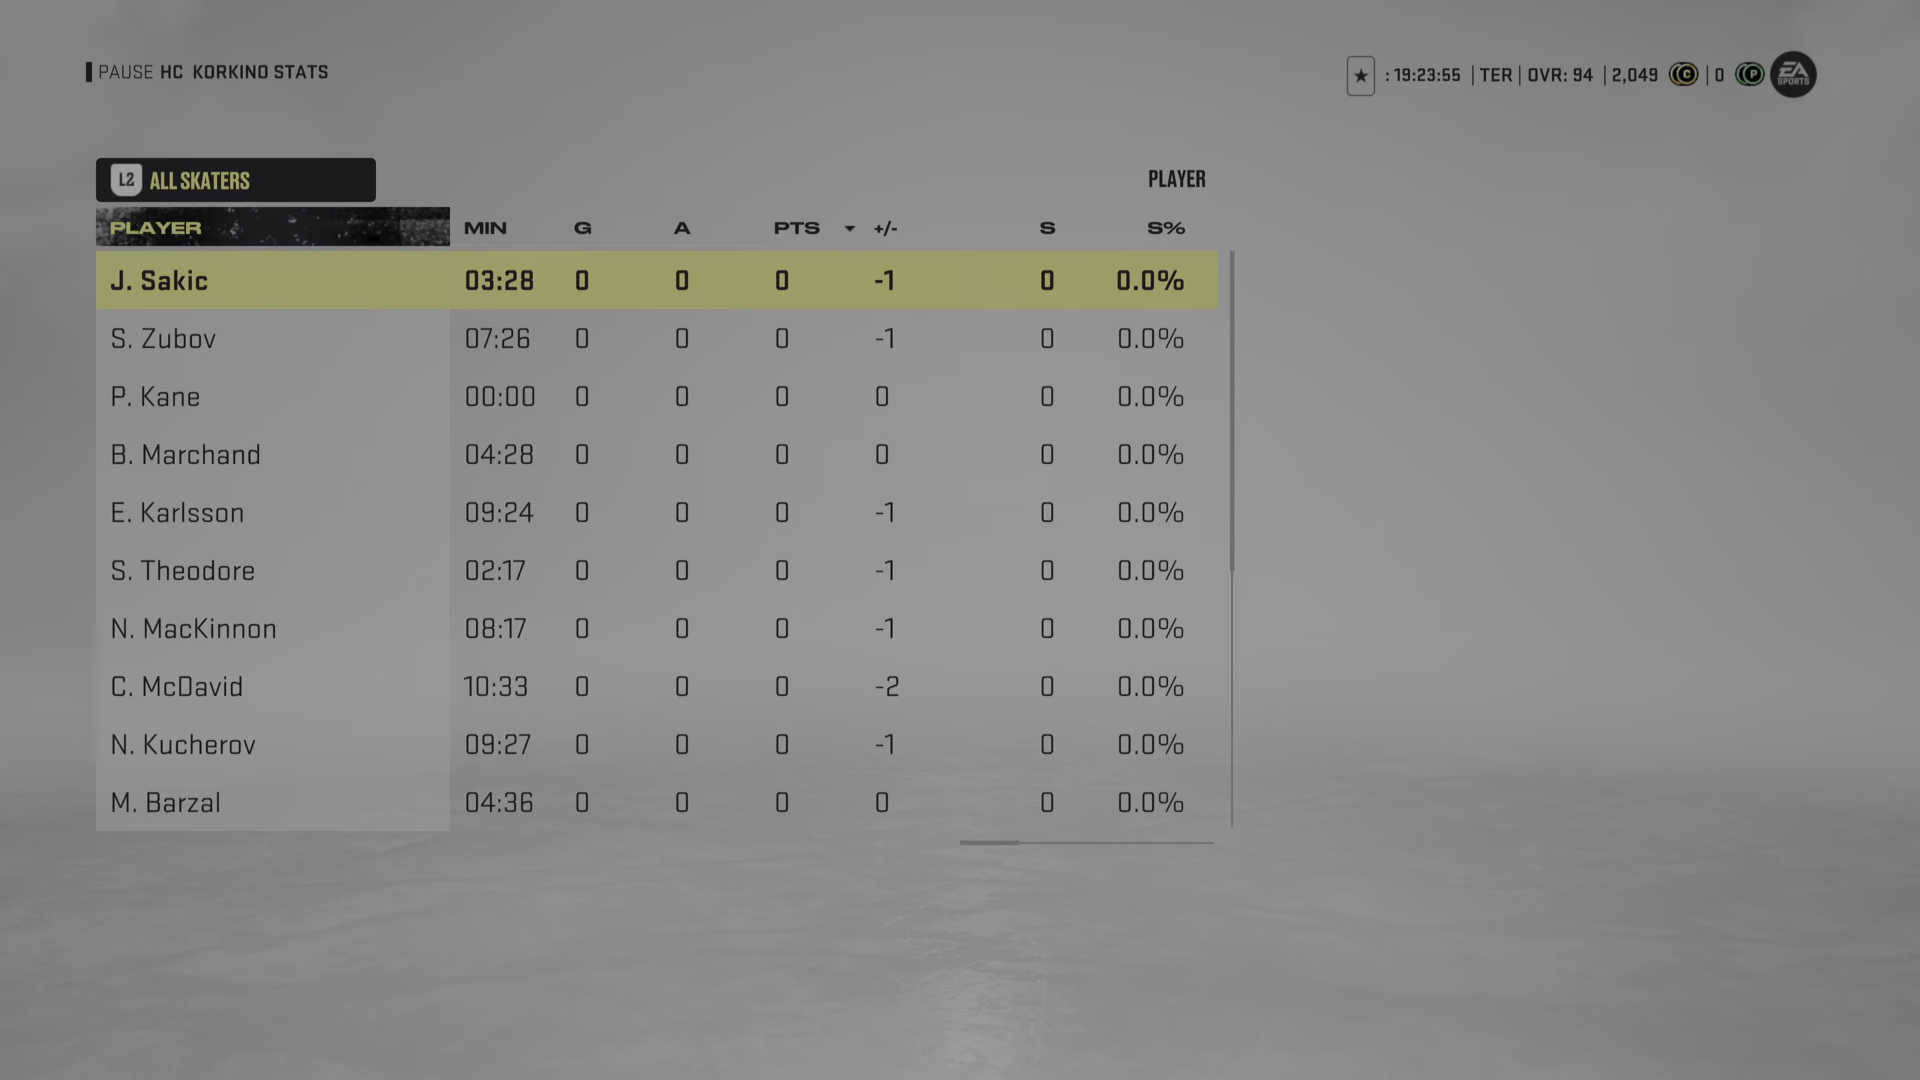 PAUSE HC KORKINO STATS
★ : 19:23:55 | TER | OVR: 94 | 2,049 C | 0 P EA SPORTS
L2 ALL SKATERS
PLAYER
PLAYER MIN G A PTS +/- S S%
J. Sakic 03:28 0 0 0 -1 0 0.0%
S. Zubov 07:26 0 0 0 -1 0 0.0%
P. Kane 00:00 0 0 0 0 0 0.0%
B. Marchand 04:28 0 0 0 0 0 0.0%
E. Karlsson 09:24 0 0 0 -1 0 0.0%
S. Theodore 02:17 0 0 0 -1 0 0.0%
N. MacKinnon 08:17 0 0 0 -1 0 0.0%
C. McDavid 10:33 0 0 0 -2 0 0.0%
N. Kucherov 09:27 0 0 0 -1 0 0.0%
M. Barzal 04:36 0 0 0 0 0 0.0%